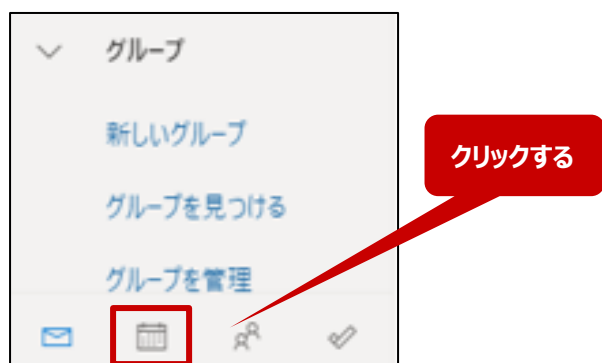 グループ
新しいグループ
クリックする
グループを見つける
グループを管理